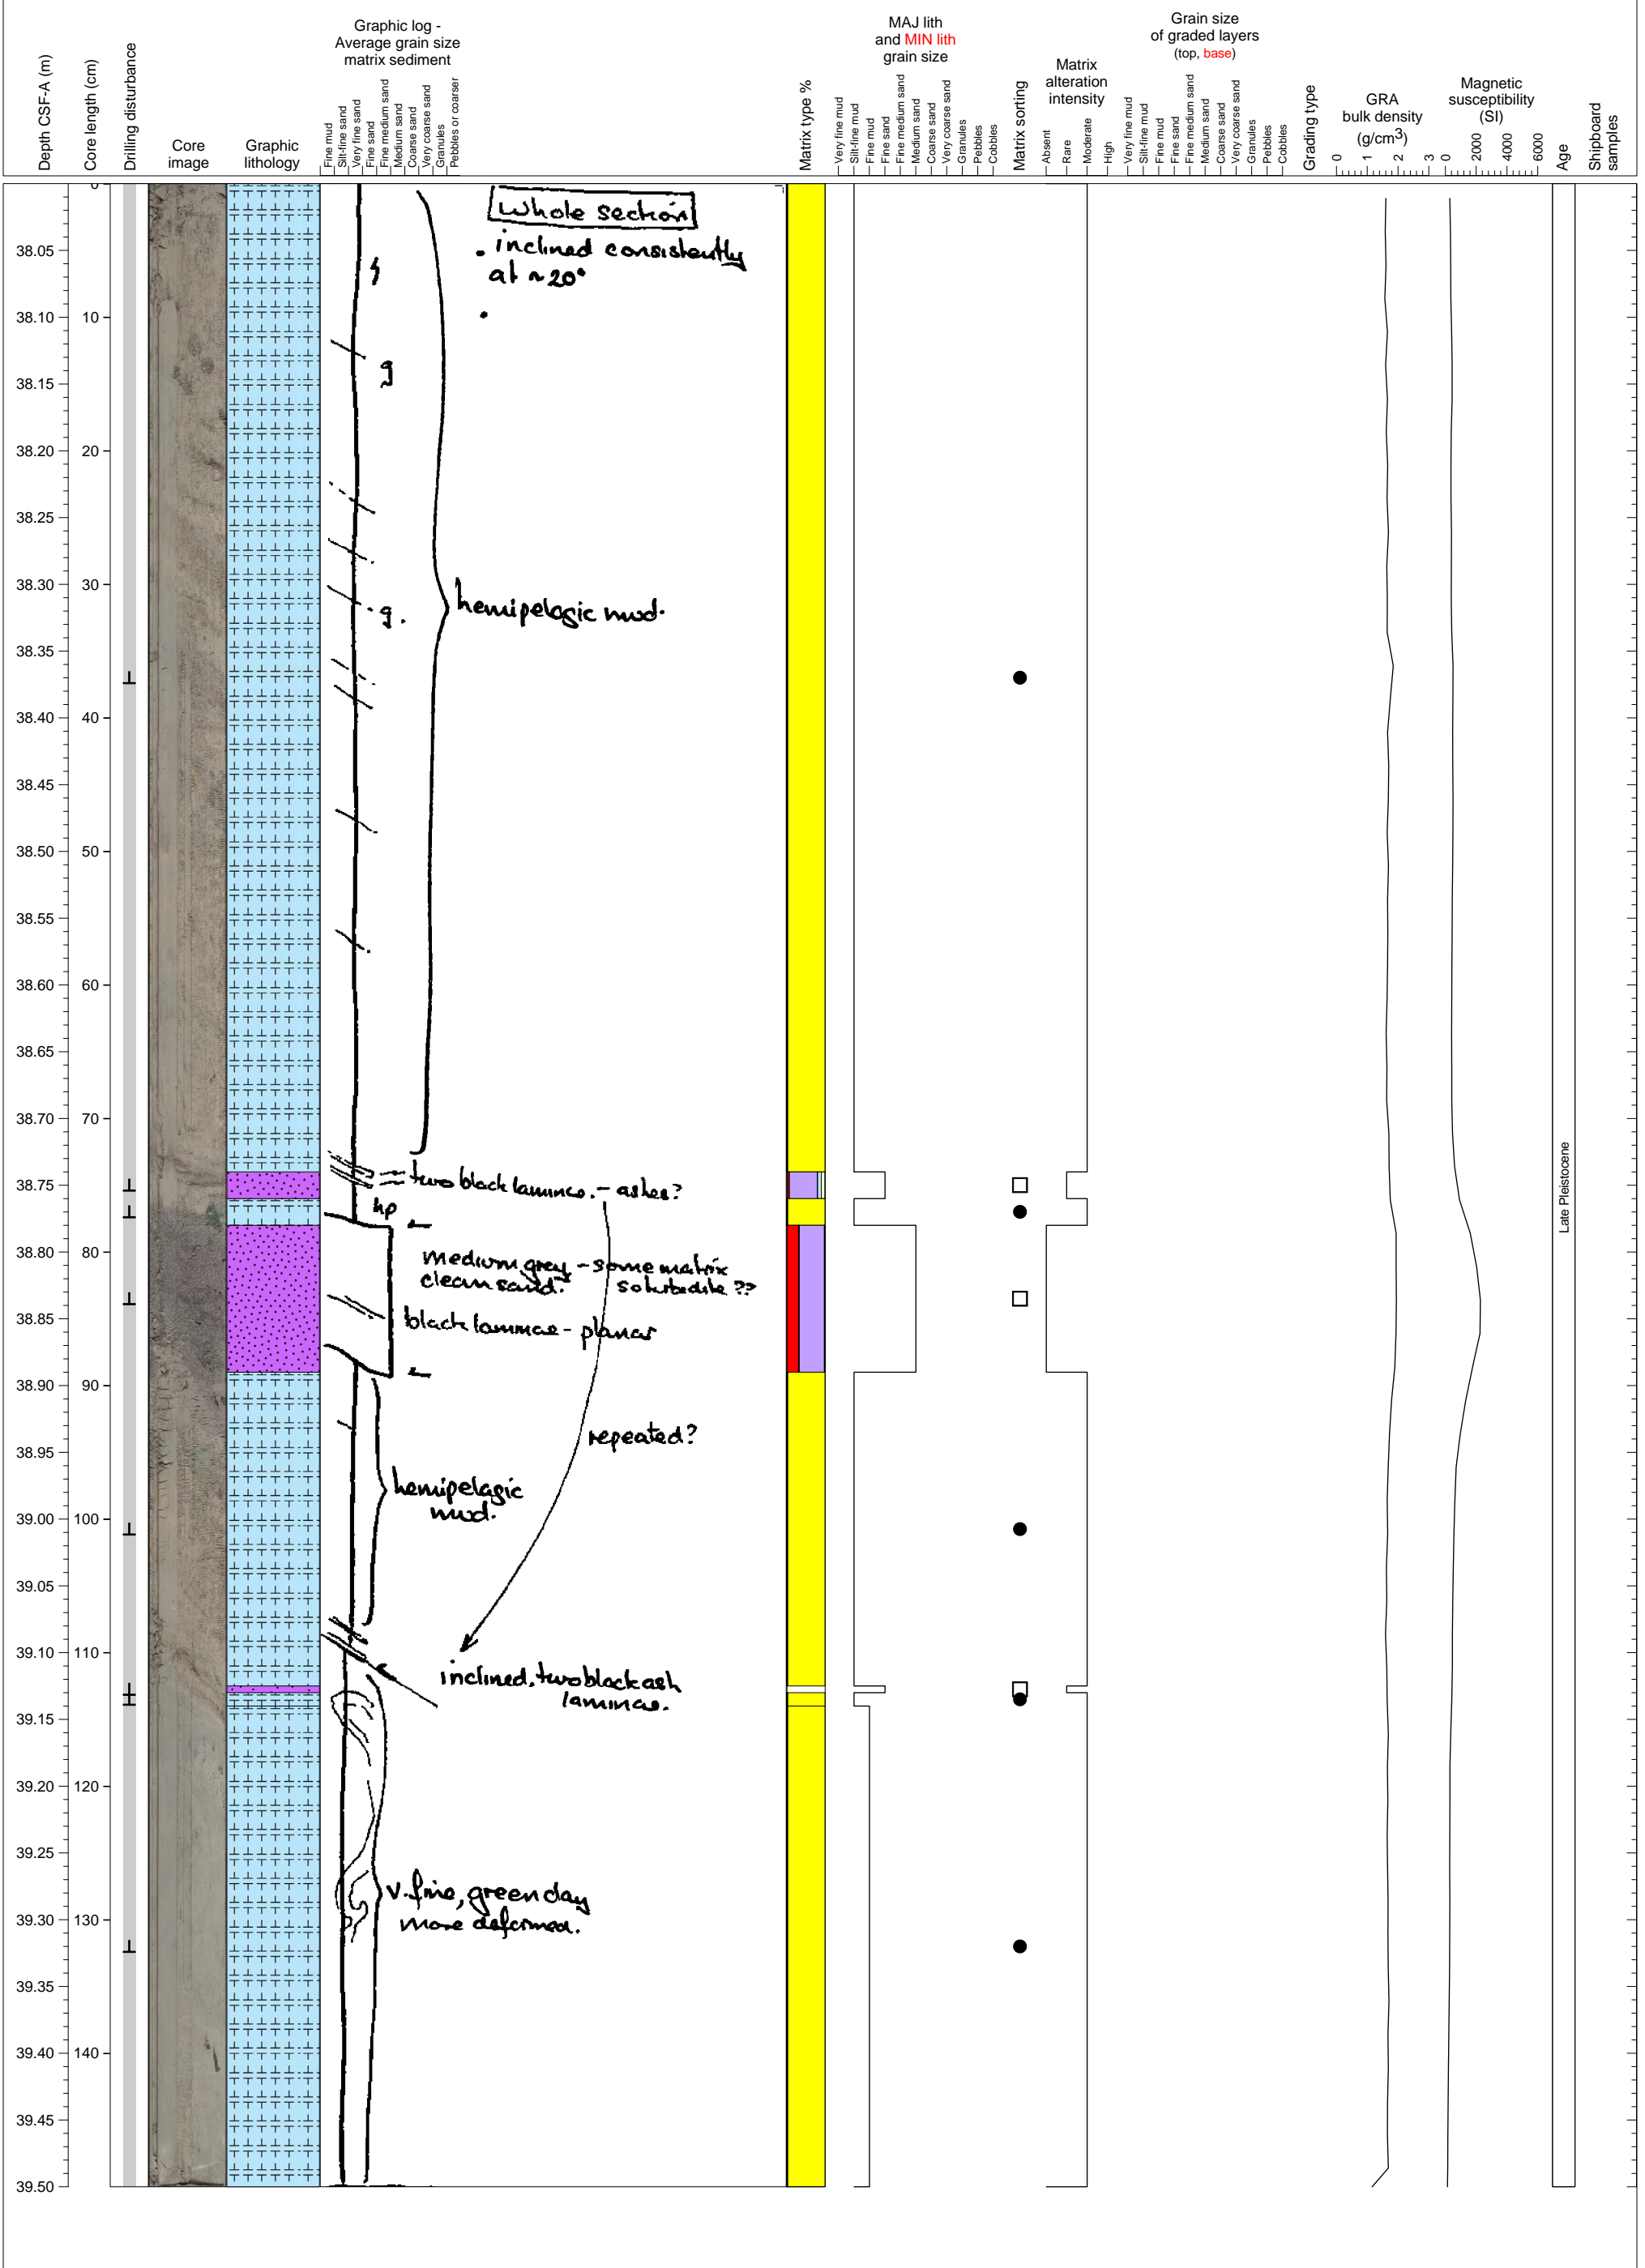 Depth CSF-A (m)
Core length (cm)
Drilling disturbance
Core
image
Graphic
lithology
Graphic log -
Average grain size
matrix sediment
Fine mud
Silt-fine sand
Very fine sand
Fine sand
Fine medium sand
Medium sand
Coarse sand
Very coarse sand
Granules
Pebbles or coarser
Matrix type %
MAJ lith
and MIN lith
grain size
Very fine mud
Silt-fine mud
Fine mud
Fine sand
Fine medium sand
Medium sand
Coarse sand
Very coarse sand
Granules
Pebbles
Cobbles
Matrix sorting
Matrix
alteration
intensity
Absent
Rare
Moderate
High
Grain size
of graded layers
(top, base)
Very fine mud
Silt-fine mud
Fine mud
Fine sand
Fine medium sand
Medium sand
Coarse sand
Very coarse sand
Granules
Pebbles
Cobbles
Grading type
GRA
bulk density
(g/cm3)
0 1 2 3
Magnetic
susceptibility
(SI)
0 2000 4000 6000
Age
Shipboard
samples
0
38.05
38.10 10
38.15
38.20 20
38.25
38.30 30
38.35
38.40 40
38.45
38.50 50
38.55
38.60 60
38.65
38.70 70
38.75
38.80 80
38.85
38.90 90
38.95
39.00 100
39.05
39.10 110
39.15
39.20 120
39.25
39.30 130
39.35
39.40 140
39.45
39.50
Whole section
• inclined consistently
at ~20°
g
g
hemipelagic mud.
two black laminae. - ashes?
hp
medium grey - some matrix
clean sand.
black laminae - planar
repeated?
hemipelagic
mud.
inclined, two black ash
laminae.
v. fine, green clay
more deformed.
Late Pleistocene